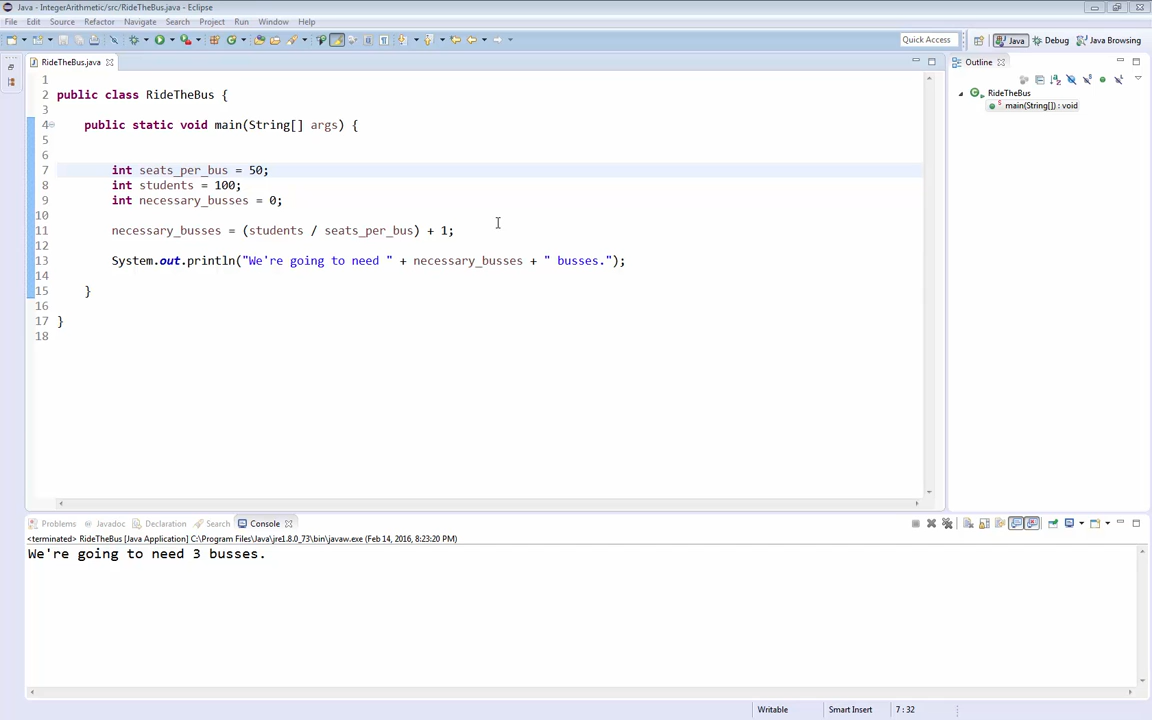 Java - IntegerArithmetic/src/RideTheBus.java - Eclipse
File Edit Source Refactor Navigate Search Project Run Window Help
Quick Access Java Debug Java Browsing
RideTheBus.java
1
2 public class RideTheBus {
3
4 public static void main(String[] args) {
5
6
7 int seats_per_bus = 50;
8 int students = 100;
9 int necessary_busses = 0;
10
11 necessary_busses = (students / seats_per_bus) + 1;
12
13 System.out.println("We're going to need " + necessary_busses + " busses.");
14
15 }
16
17 }
18
Outline
RideTheBus
main(String[]) : void
Problems Javadoc Declaration Search Console
<terminated> RideTheBus [Java Application] C:\Program Files\Java\jre1.8.0_73\bin\javaw.exe (Feb 14, 2016, 8:23:20 PM)
We're going to need 3 busses.
Writable Smart Insert 7 : 32